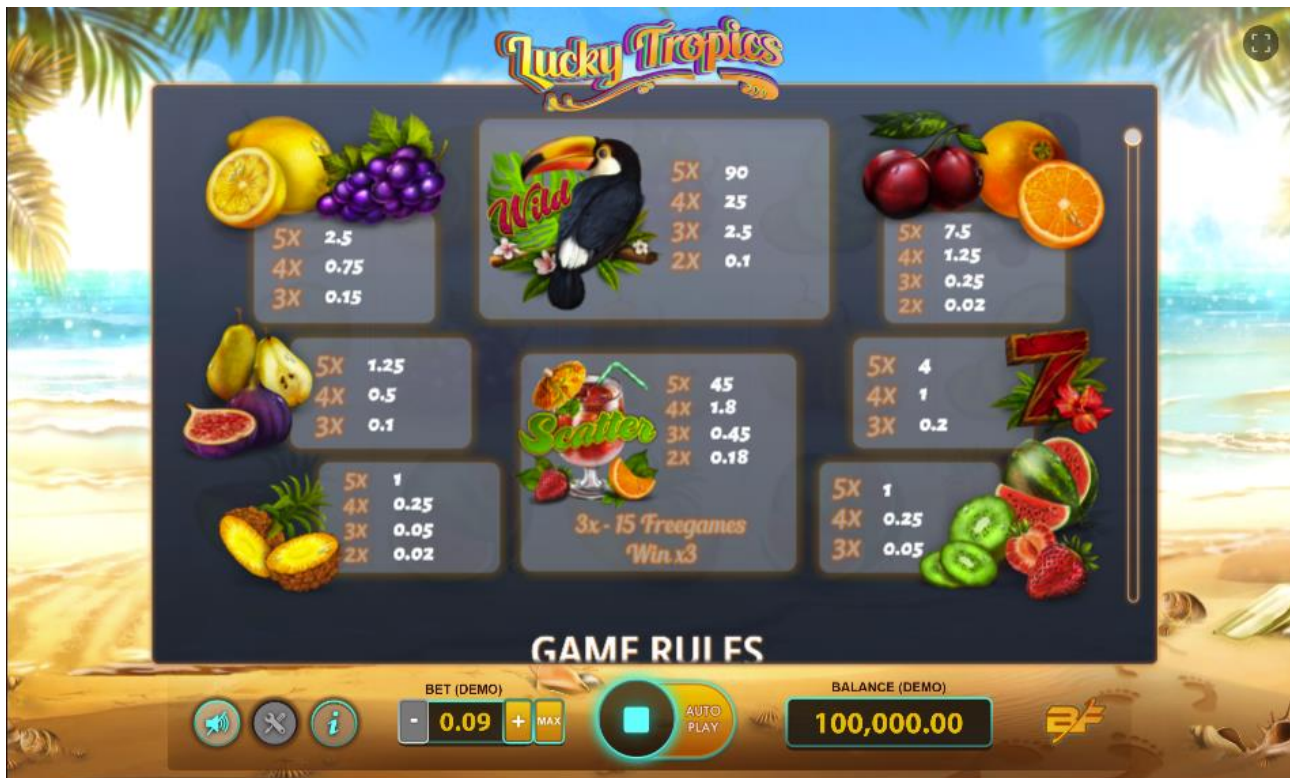 Lucky Tropics
5X 2.5
4X 0.75
3X 0.15
Wild
5X 90
4X 25
3X 2.5
2X 0.1
5X 7.5
4X 1.25
3X 0.25
2X 0.02
5X 1.25
4X 0.5
3X 0.1
Scatter
5X 45
4X 1.8
3X 0.45
2X 0.18
3x - 15 Freegames
Win x3
5X 4
4X 1
3X 0.2
7
5X 1
4X 0.25
3X 0.05
2X 0.02
5X 1
4X 0.25
3X 0.05
GAME RULES
BET (DEMO)
- 0.09 + MAX
AUTO
PLAY
BALANCE (DEMO)
100,000.00
BF